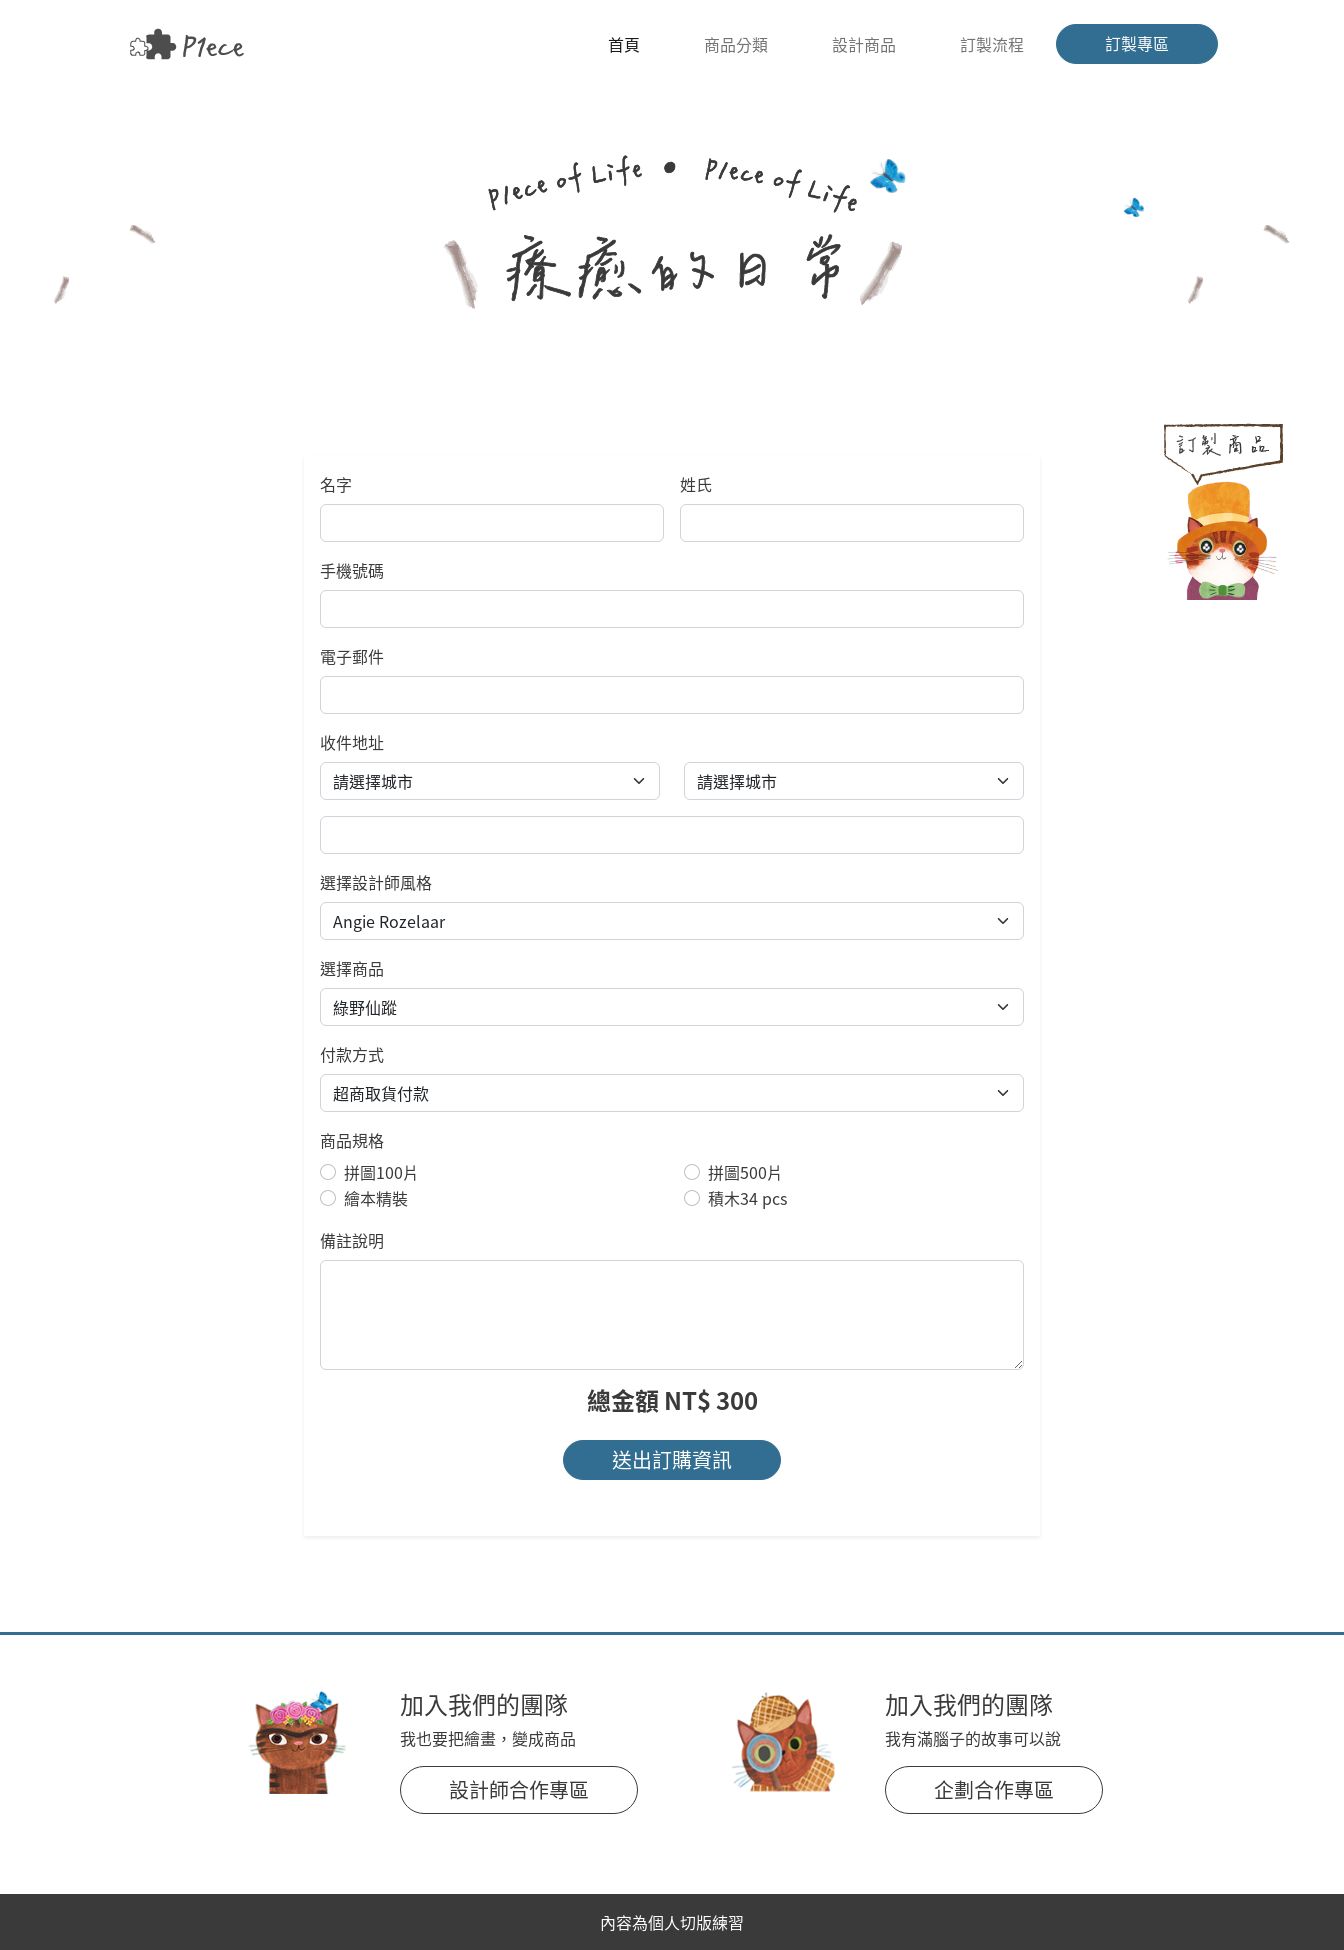 P1ece
首頁
商品分類
設計商品
訂製流程
訂製專區
P1ece of Life • P1ece of Life
療癒的日常
訂製商品
名字
姓氏
手機號碼
電子郵件
收件地址
請選擇城市
請選擇城市
選擇設計師風格
Angie Rozelaar
選擇商品
綠野仙蹤
付款方式
超商取貨付款
商品規格
拼圖100片
拼圖500片
繪本精裝
積木34 pcs
備註說明
總金額 NT$ 300
送出訂購資訊
加入我們的團隊
我也要把繪畫，變成商品
設計師合作專區
加入我們的團隊
我有滿腦子的故事可以說
企劃合作專區
內容為個人切版練習